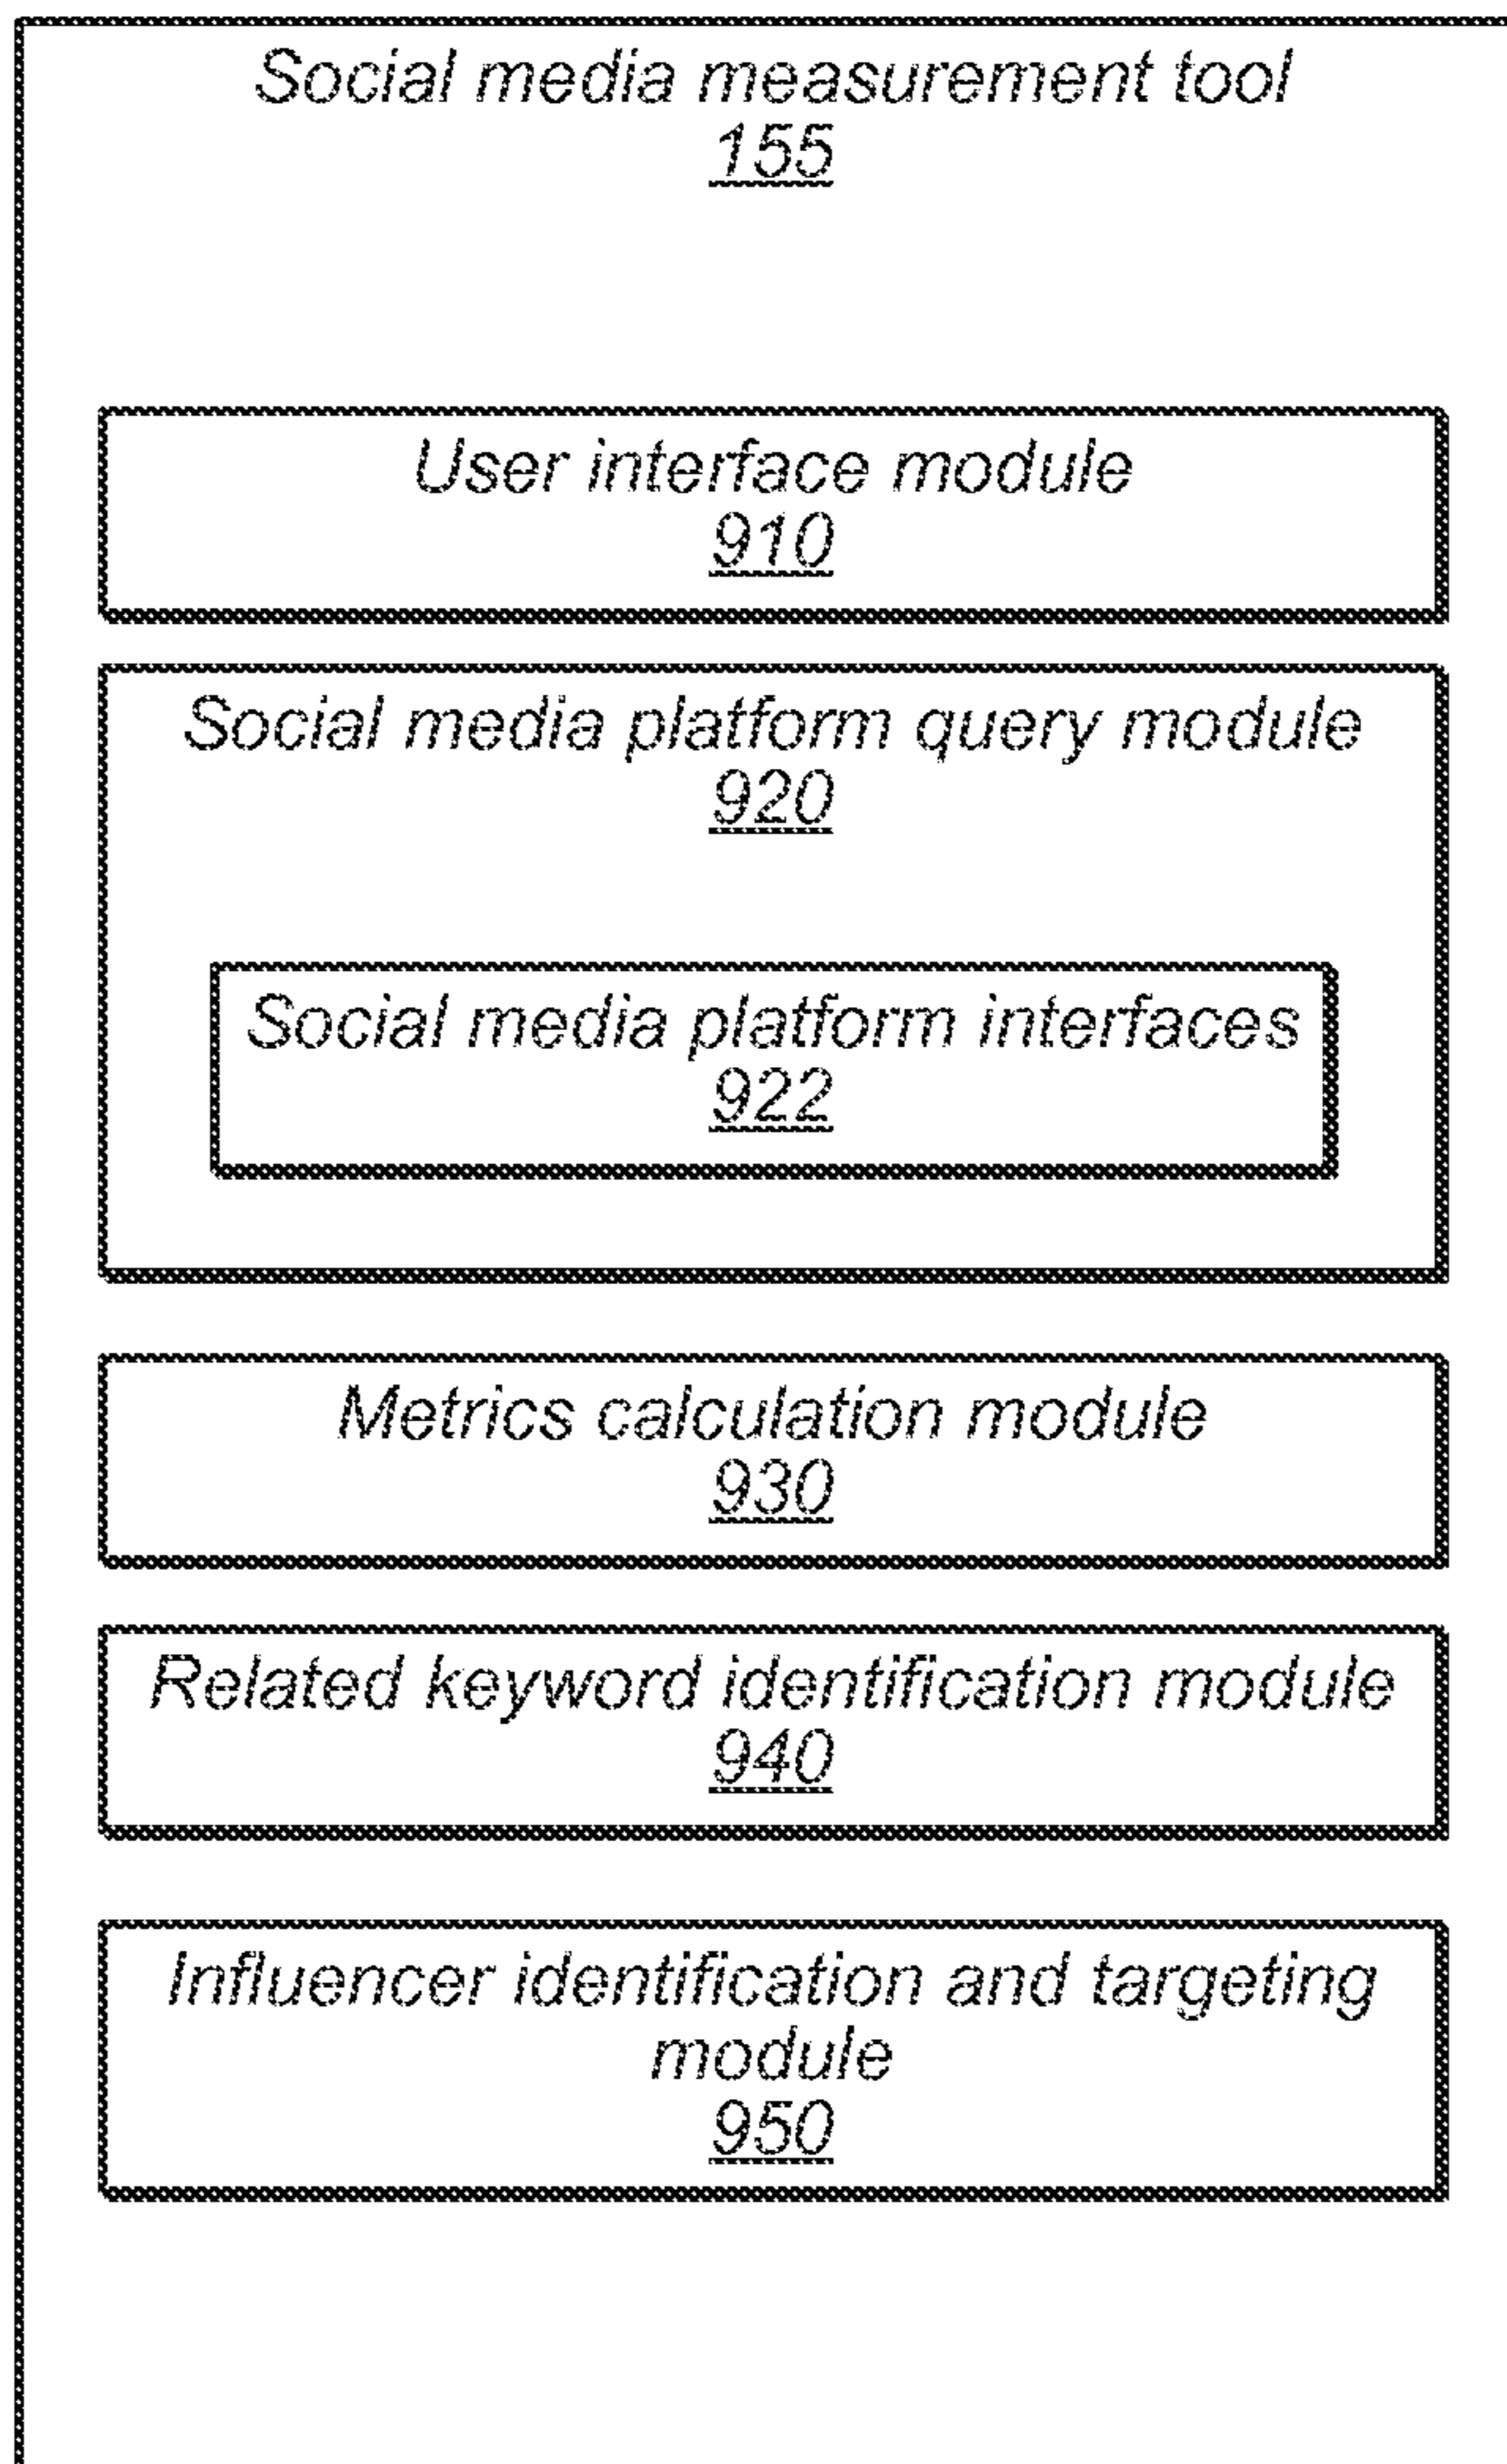 Social media measurement tool
155
User interface module
910
Social media platform query module
920
Social media platform interfaces
922
Metrics calculation module
930
Related keyword identification module
940
Influencer identification and targeting
module
950